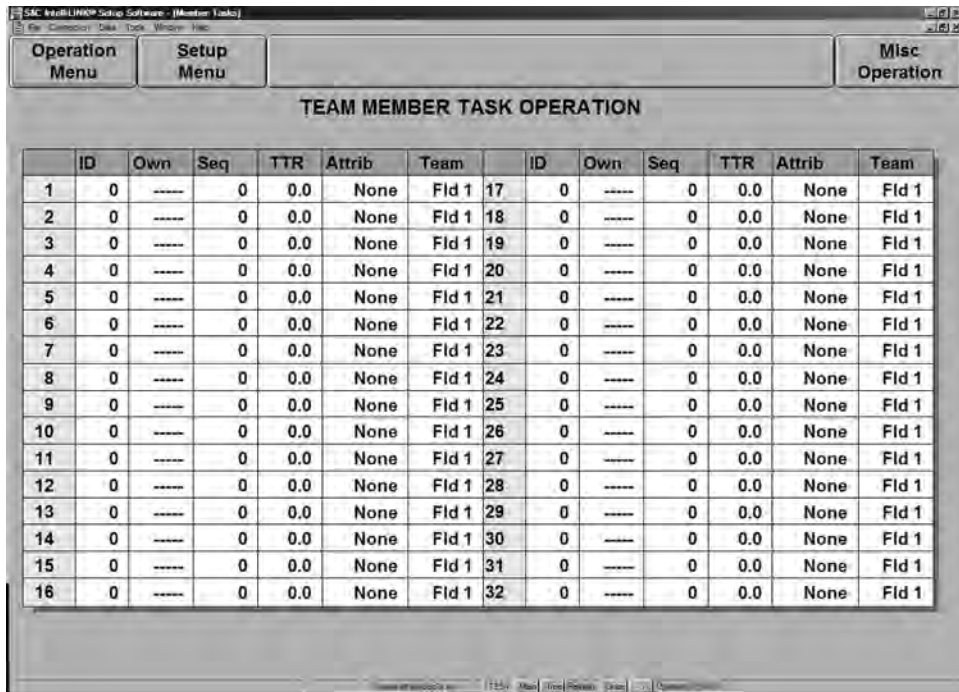 S&C IntelliLINK® Setup Software - [Member Tasks]
File Connection Data Tools Window Help
Operation Menu Setup Menu Misc Operation
TEAM MEMBER TASK OPERATION
ID Own Seq TTR Attrib Team ID Own Seq TTR Attrib Team
1 0 ----- 0 0.0 None Fld 1 17 0 ----- 0 0.0 None Fld 1
2 0 ----- 0 0.0 None Fld 1 18 0 ----- 0 0.0 None Fld 1
3 0 ----- 0 0.0 None Fld 1 19 0 ----- 0 0.0 None Fld 1
4 0 ----- 0 0.0 None Fld 1 20 0 ----- 0 0.0 None Fld 1
5 0 ----- 0 0.0 None Fld 1 21 0 ----- 0 0.0 None Fld 1
6 0 ----- 0 0.0 None Fld 1 22 0 ----- 0 0.0 None Fld 1
7 0 ----- 0 0.0 None Fld 1 23 0 ----- 0 0.0 None Fld 1
8 0 ----- 0 0.0 None Fld 1 24 0 ----- 0 0.0 None Fld 1
9 0 ----- 0 0.0 None Fld 1 25 0 ----- 0 0.0 None Fld 1
10 0 ----- 0 0.0 None Fld 1 26 0 ----- 0 0.0 None Fld 1
11 0 ----- 0 0.0 None Fld 1 27 0 ----- 0 0.0 None Fld 1
12 0 ----- 0 0.0 None Fld 1 28 0 ----- 0 0.0 None Fld 1
13 0 ----- 0 0.0 None Fld 1 29 0 ----- 0 0.0 None Fld 1
14 0 ----- 0 0.0 None Fld 1 30 0 ----- 0 0.0 None Fld 1
15 0 ----- 0 0.0 None Fld 1 31 0 ----- 0 0.0 None Fld 1
16 0 ----- 0 0.0 None Fld 1 32 0 ----- 0 0.0 None Fld 1